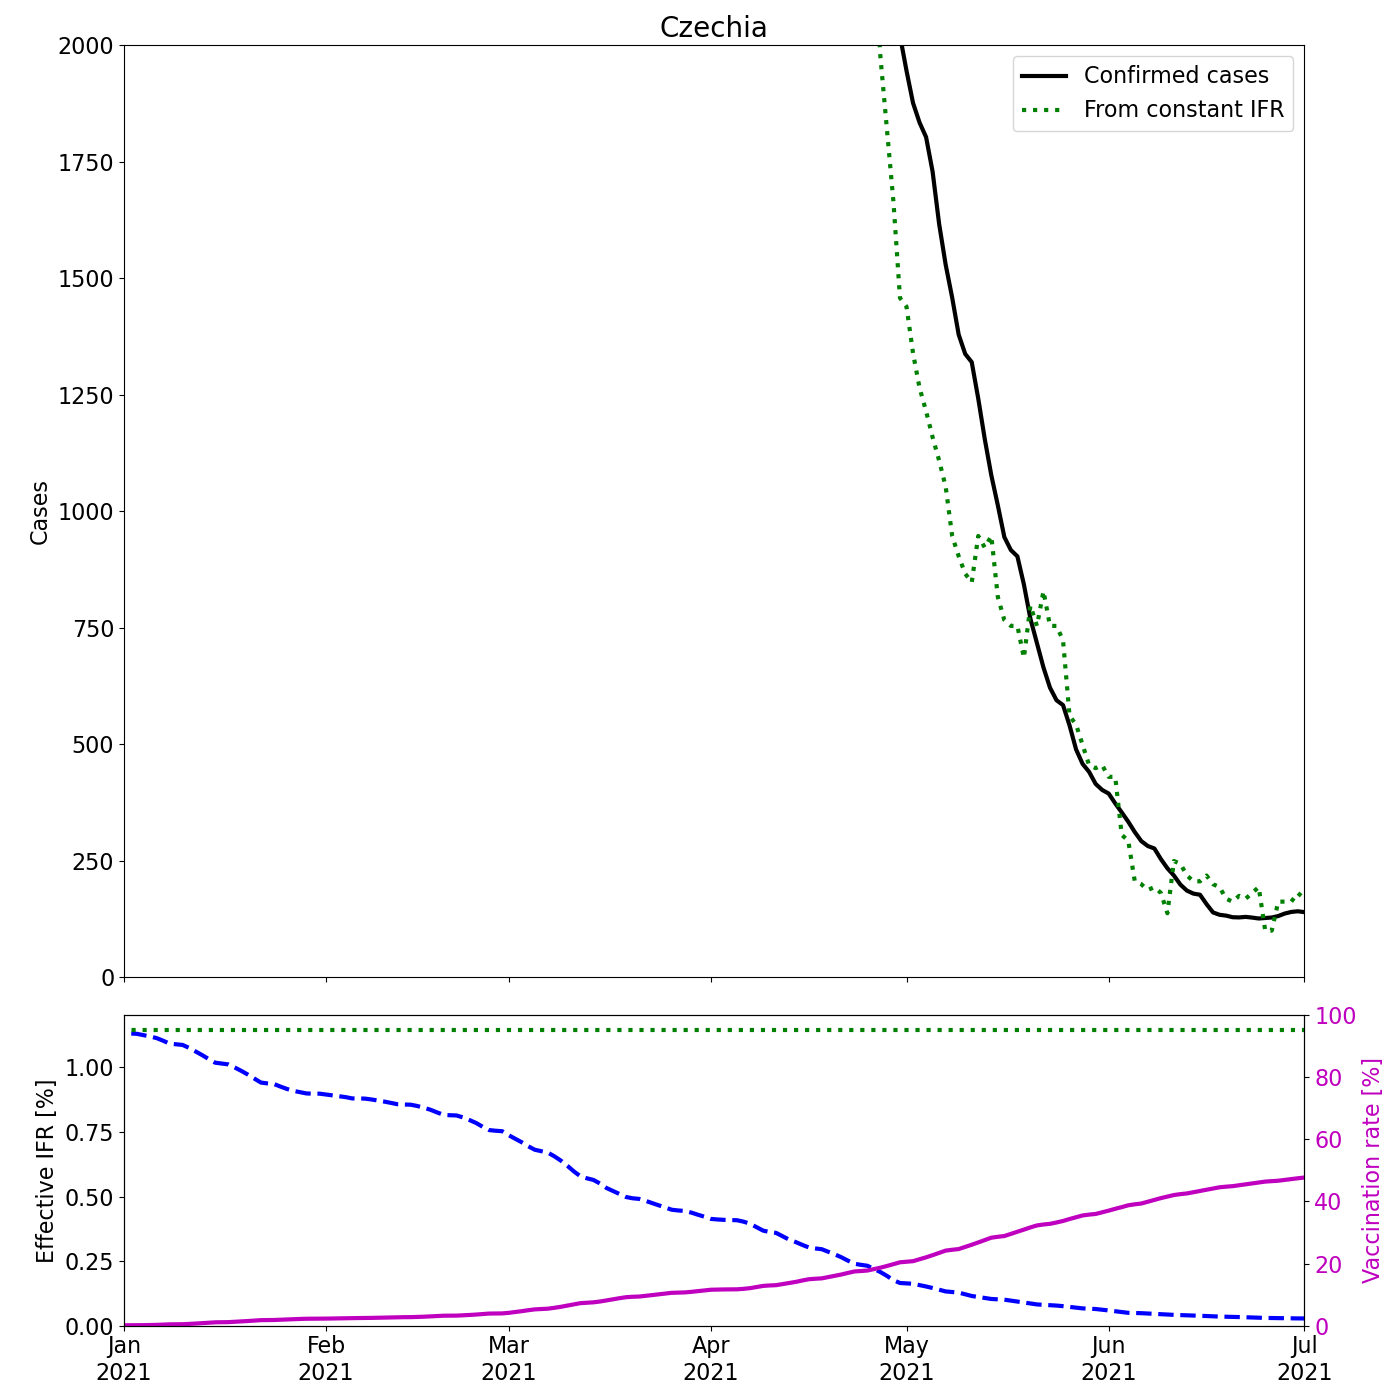 Czechia
2000
1750
1500
1250
1000
750
500
250
0
Cases
Confirmed cases
From constant IFR
1.00
0.75
0.50
0.25
0.00
Effective IFR [%]
100
80
60
40
20
0
Vaccination rate [%]
Jan Feb Mar Apr May Jun Jul
2021 2021 2021 2021 2021 2021 2021